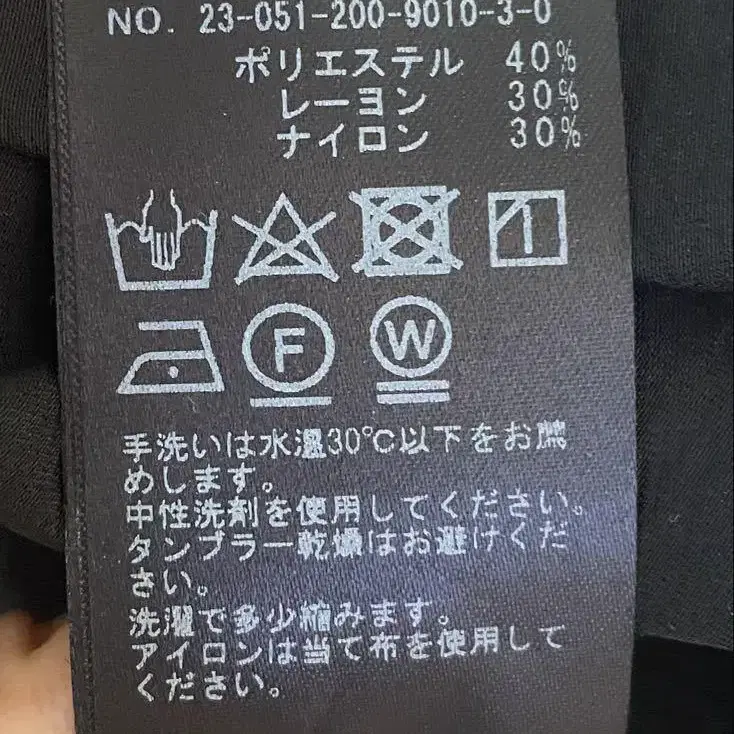 NO. 23-051-200-9010-3-0
ポリエステル 40%
レーヨン 30%
ナイロン 30%
F W
手洗いは水温30℃以下をお薦
めします。
中性洗剤を使用してください。
タンブラー乾燥はお避けくだ
さい。
洗濯で多少縮みます。
アイロンは当て布を使用して
ください。